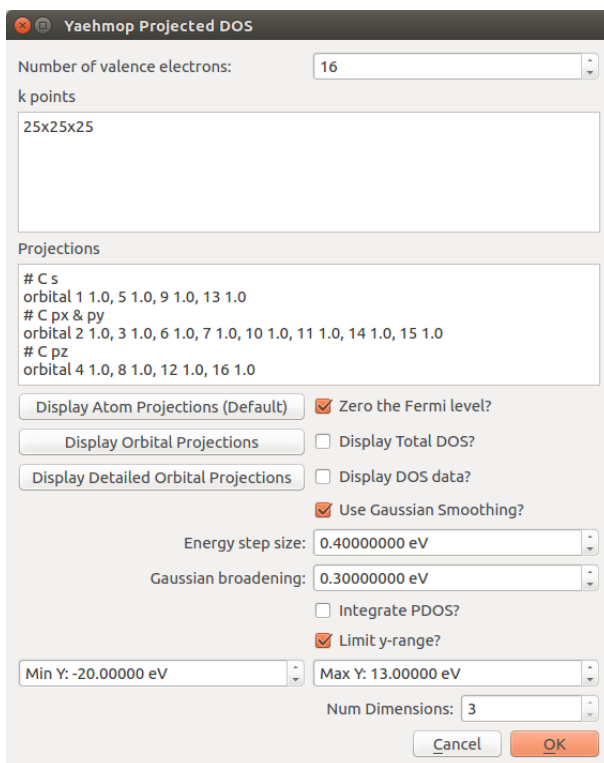 Yaehmop Projected DOS
Number of valence electrons: 16
k points
25x25x25
Projections
# C s
orbital 1 1.0, 5 1.0, 9 1.0, 13 1.0
# C px & py
orbital 2 1.0, 3 1.0, 6 1.0, 7 1.0, 10 1.0, 11 1.0, 14 1.0, 15 1.0
# C pz
orbital 4 1.0, 8 1.0, 12 1.0, 16 1.0
Display Atom Projections (Default) Zero the Fermi level?
Display Orbital Projections Display Total DOS?
Display Detailed Orbital Projections Display DOS data?
Use Gaussian Smoothing?
Energy step size: 0.40000000 eV
Gaussian broadening: 0.30000000 eV
Integrate PDOS?
Limit y-range?
Min Y: -20.00000 eV Max Y: 13.00000 eV
Num Dimensions: 3
Cancel OK